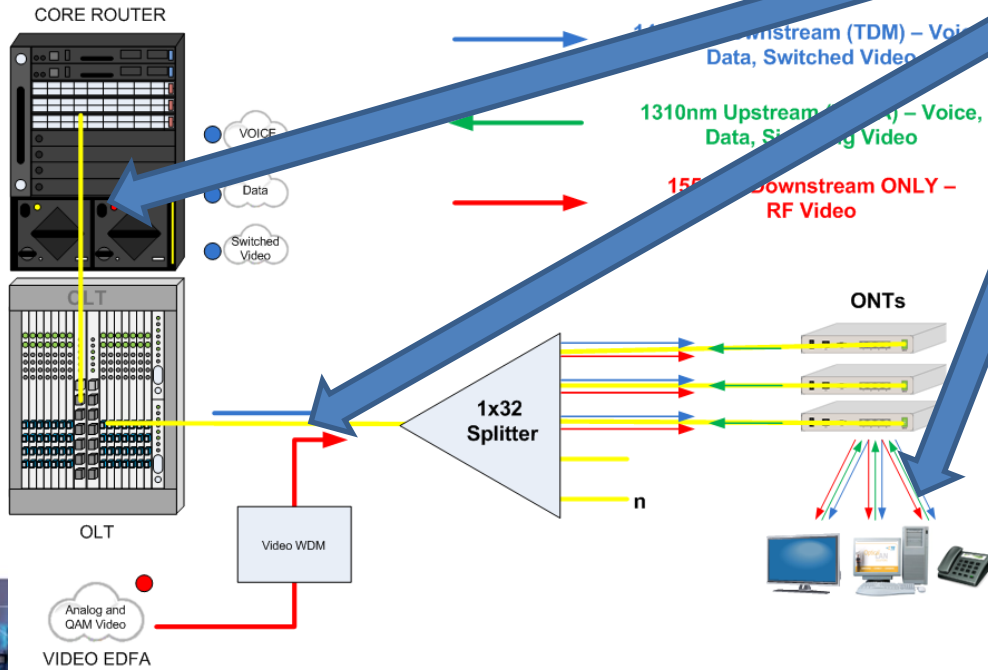 CORE ROUTER
(TDM) – Voi
Data, Switched Video
1310nm Upstream – Voice,
Data, Video
Downstream ONLY –
RF Video
VOICE
Data
Switched
Video
OLT
ONTs
1x32
Splitter
n
OLT
Video WDM
Analog and
QAM Video
VIDEO EDFA